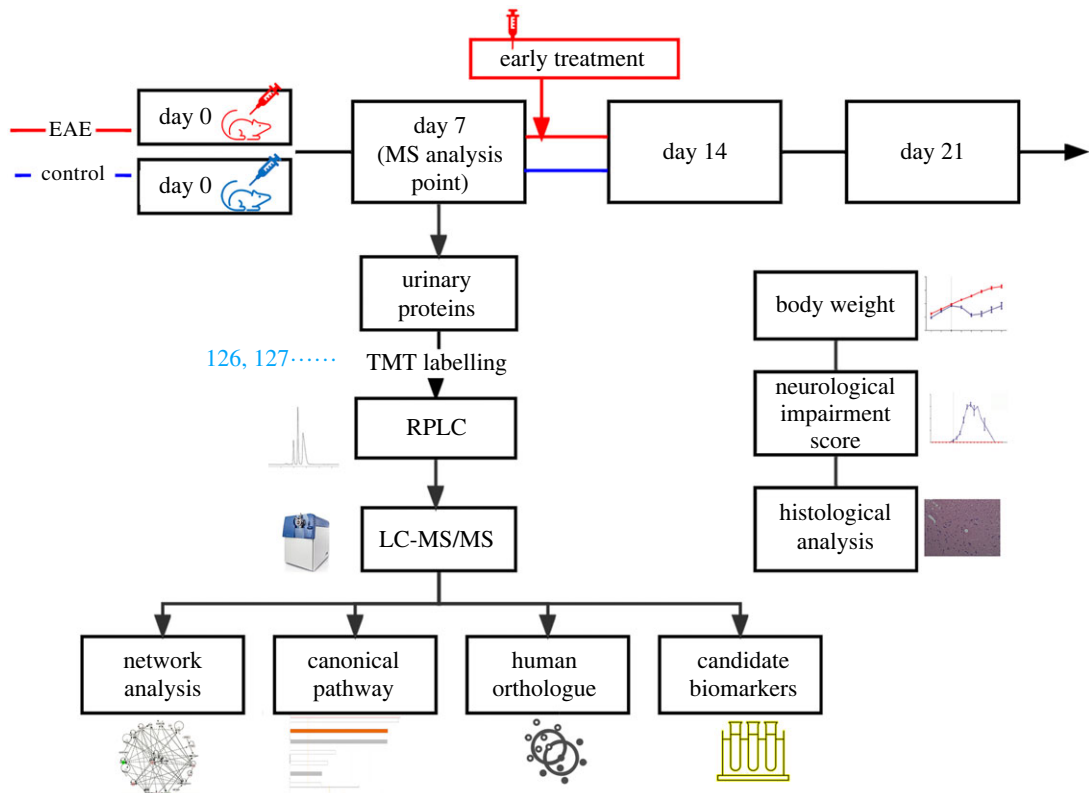 early treatment
EAE
control
day 0
day 0
day 7
(MS analysis
point)
day 14
day 21
urinary
proteins
126, 127······
TMT labelling
RPLC
LC-MS/MS
body weight
neurological
impairment
score
histological
analysis
network
analysis
canonical
pathway
human
orthologue
candidate
biomarkers